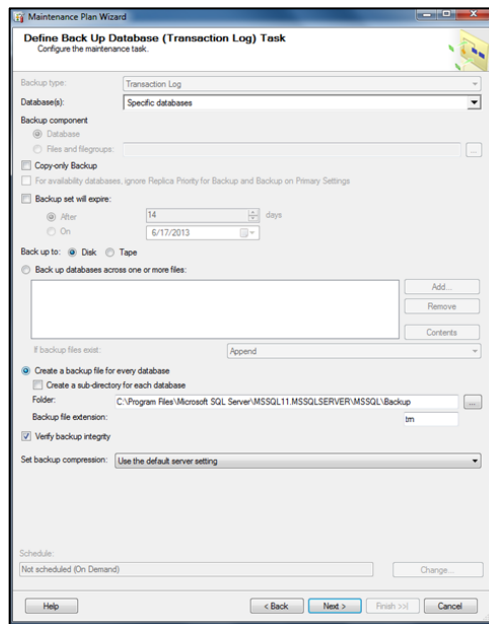 Maintenance Plan Wizard
Define Back Up Database (Transaction Log) Task
Configure the maintenance task.
Backup type:
Transaction Log
Database(s):
Specific databases
Backup component
Database
Files and filegroups:
...
Copy-only Backup
For availability databases, ignore Replica Priority for Backup and Backup on Primary Settings
Backup set will expire:
After
14
days
On
6/17/2013
Back up to:
Disk
Tape
Back up databases across one or more files:
Add...
Remove
Contents
If backup files exist:
Append
Create a backup file for every database
Create a sub-directory for each database
Folder:
C:\Program Files\Microsoft SQL Server\MSSQL11.MSSQLSERVER\MSSQL\Backup
...
Backup file extension:
trn
Verify backup integrity
Set backup compression:
Use the default server setting
Schedule:
Not scheduled (On Demand)
Change...
Help
< Back
Next >
Finish >>|
Cancel